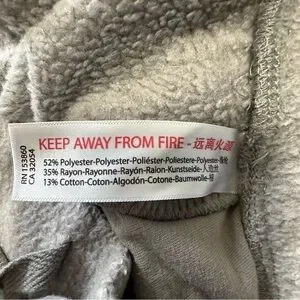 KEEP AWAY FROM FIRE - 远离火源
52% Polyester-Polyester-Poliéster-Poliestere-Polyester-
35% Rayon-Rayonne-Rayón-Raion-Kunstseide-人造丝
13% Cotton-Coton-Algodón-Cotone-Baumwolle-棉
RN 153860
CA 32054